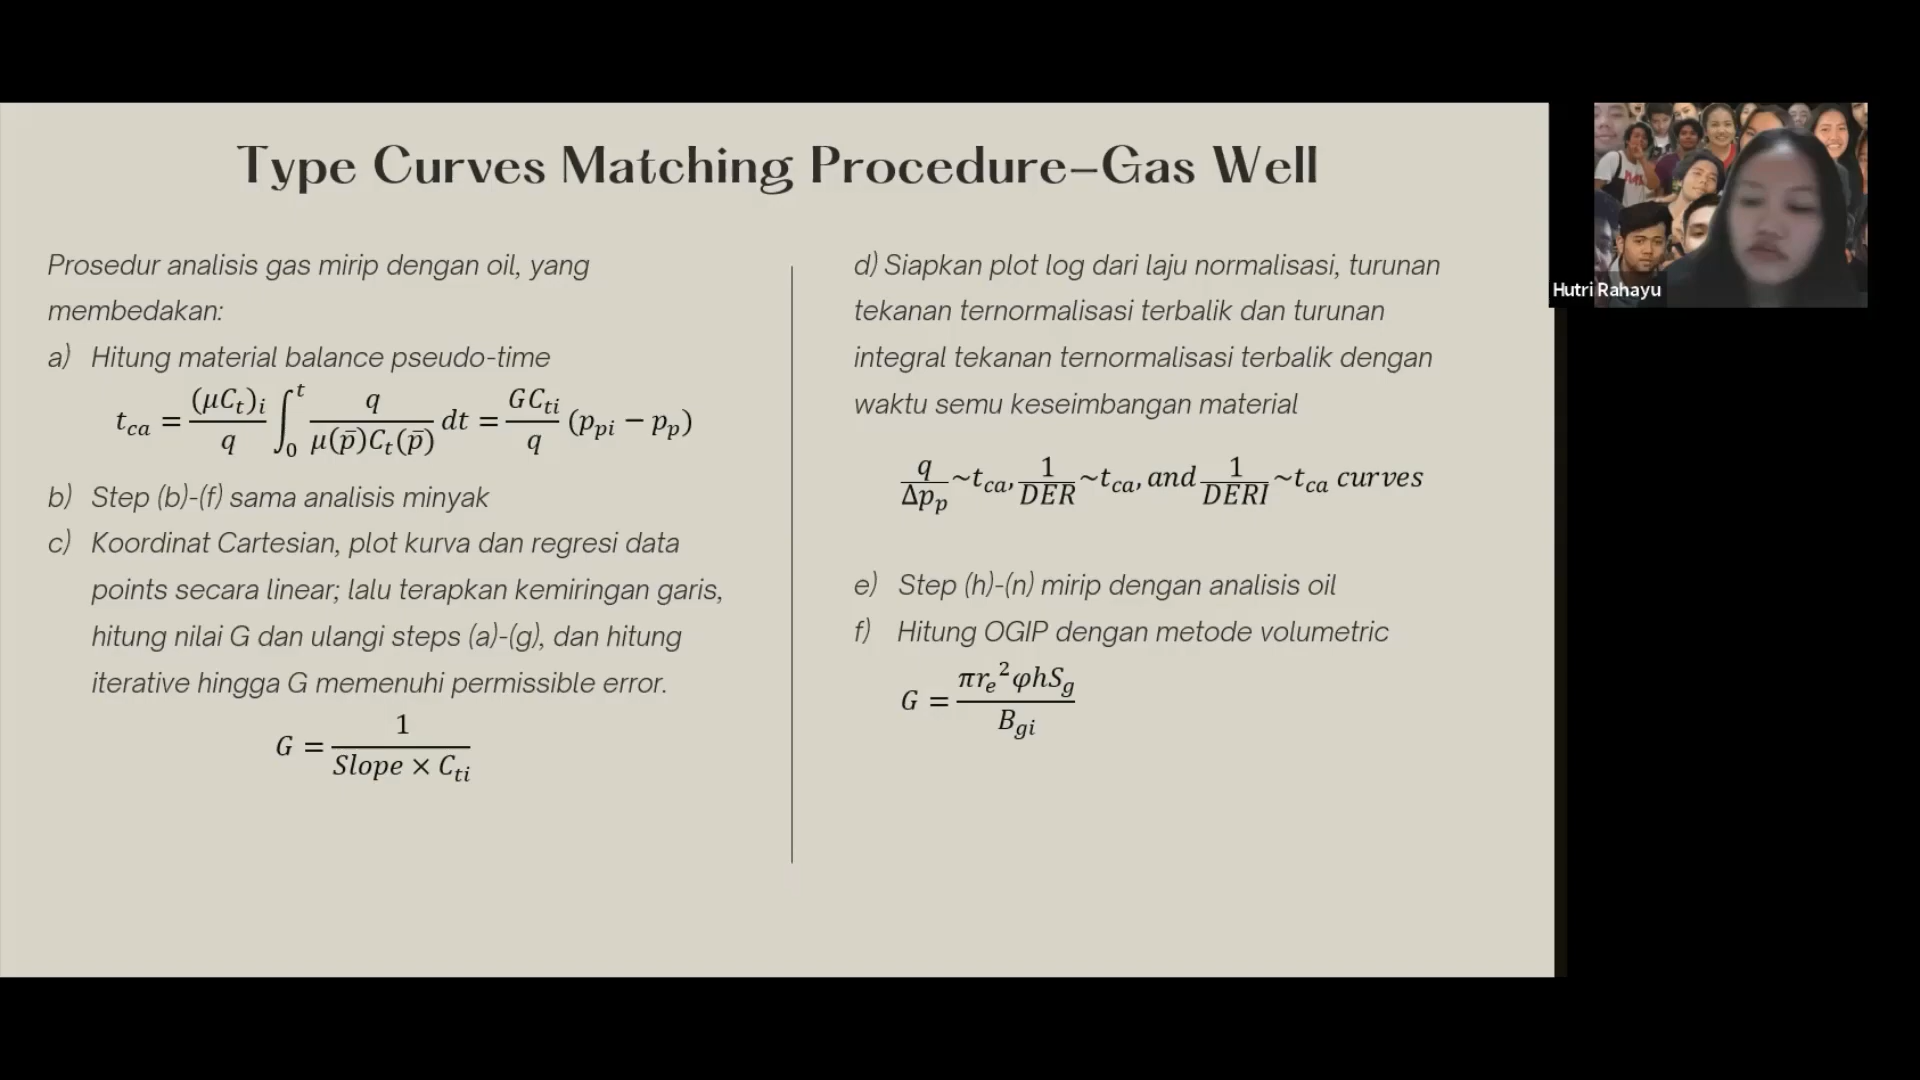 Type Curves Matching Procedure–Gas Well
Prosedur analisis gas mirip dengan oil, yang
membedakan:
a) Hitung material balance pseudo-time
t_ca = (μC_t)_i / q ∫_0^t q / (μ(p̄)C_t(p̄)) dt = GC_ti / q (p_pi − p_p)
b) Step (b)-(f) sama analisis minyak
c) Koordinat Cartesian, plot kurva dan regresi data
points secara linear; lalu terapkan kemiringan garis,
hitung nilai G dan ulangi steps (a)-(g), dan hitung
iterative hingga G memenuhi permissible error.
G = 1 / (Slope × C_ti)
d) Siapkan plot log dari laju normalisasi, turunan
tekanan ternormalisasi terbalik dan turunan
integral tekanan ternormalisasi terbalik dengan
waktu semu keseimbangan material
q/Δp_p ~t_ca, 1/DER ~t_ca, and 1/DERI ~t_ca curves
e) Step (h)-(n) mirip dengan analisis oil
f) Hitung OGIP dengan metode volumetric
G = πr_e²φhS_g / B_gi
Hutri Rahayu